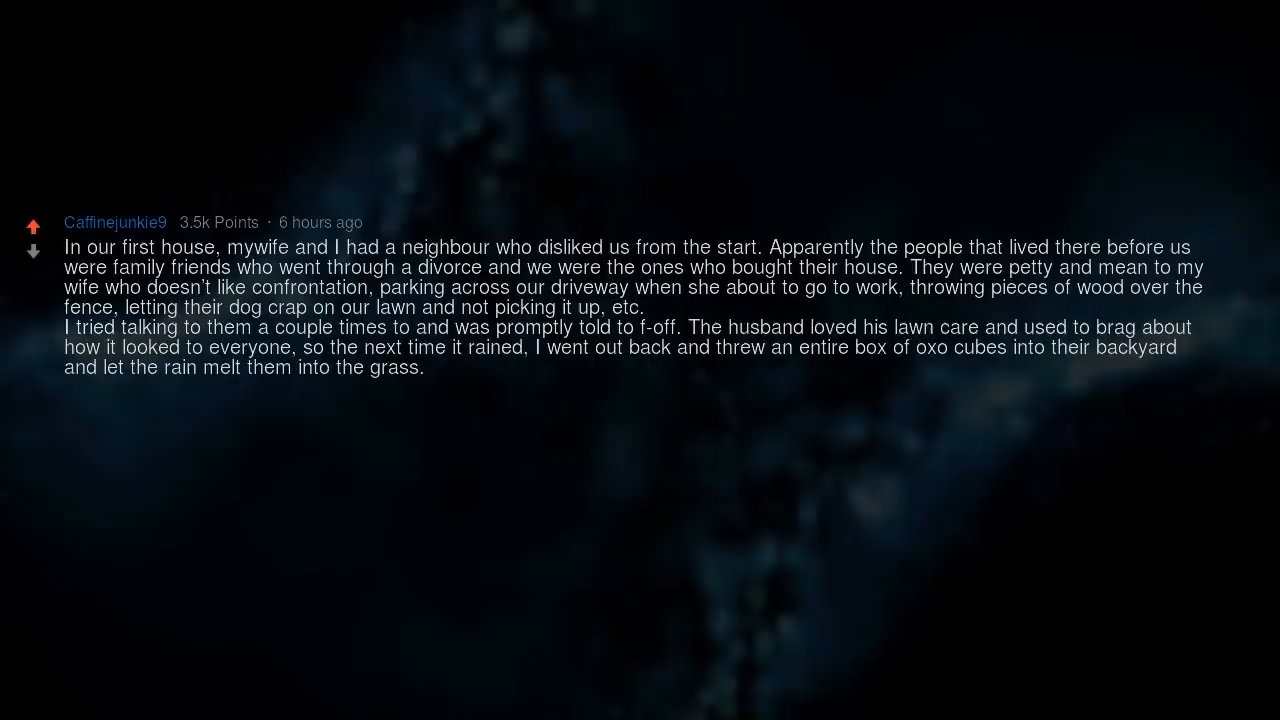 Caffinejunkie9 3.5k Points · 6 hours ago
In our first house, mywife and I had a neighbour who disliked us from the start. Apparently the people that lived there before us
were family friends who went through a divorce and we were the ones who bought their house. They were petty and mean to my
wife who doesn't like confrontation, parking across our driveway when she about to go to work, throwing pieces of wood over the
fence, letting their dog crap on our lawn and not picking it up, etc.
I tried talking to them a couple times to and was promptly told to f-off. The husband loved his lawn care and used to brag about
how it looked to everyone, so the next time it rained, I went out back and threw an entire box of oxo cubes into their backyard
and let the rain melt them into the grass.